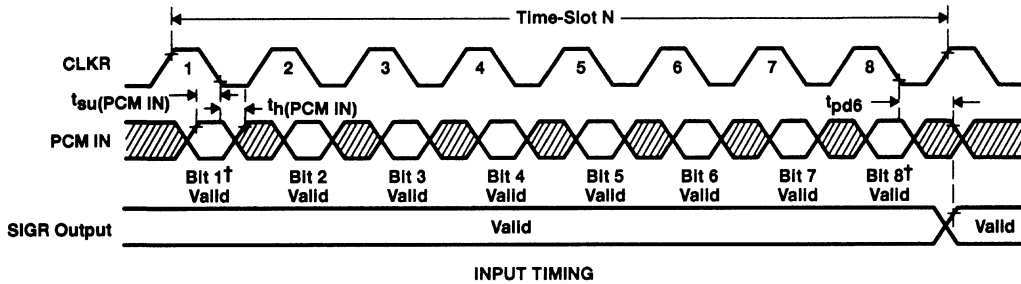 Time-Slot N
CLKR
1 2 3 4 5 6 7 8
tsu(PCM IN)
th(PCM IN)
tpd6
PCM IN
Bit 1† Bit 2 Bit 3 Bit 4 Bit 5 Bit 6 Bit 7 Bit 8†
Valid Valid Valid Valid Valid Valid Valid Valid
SIGR Output
Valid Valid
INPUT TIMING